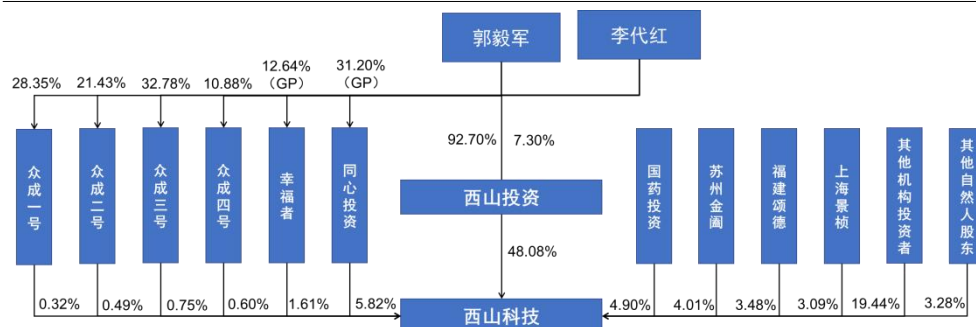 郭毅军
李代红
12.64%
（GP）
31.20%
（GP）
28.35%
21.43%
32.78%
10.88%
92.70%
7.30%
众成一号
众成二号
众成三号
众成四号
幸福者
同心投资
西山投资
国药投资
苏州金阖
福建颂德
上海景桢
其他机构投资者
其他自然人股东
48.08%
0.32%
0.49%
0.75%
0.60%
1.61%
5.82%
西山科技
4.90%
4.01%
3.48%
3.09%
19.44%
3.28%